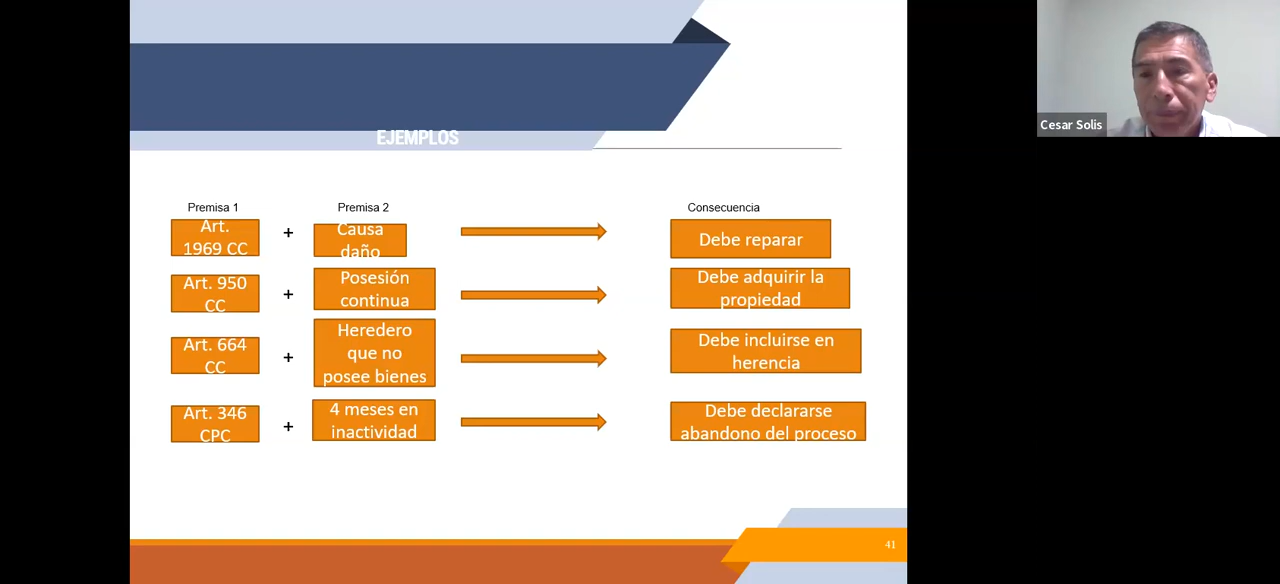 Cesar Solis
EJEMPLOS
Premisa 1
Premisa 2
Consecuencia
Art.
1969 CC
+
Causa
daño
Debe reparar
Art. 950
CC
+
Posesión
continua
Debe adquirir la
propiedad
Art. 664
CC
+
Heredero
que no
posee bienes
Debe incluirse en
herencia
Art. 346
CPC
+
4 meses en
inactividad
Debe declararse
abandono del proceso
41